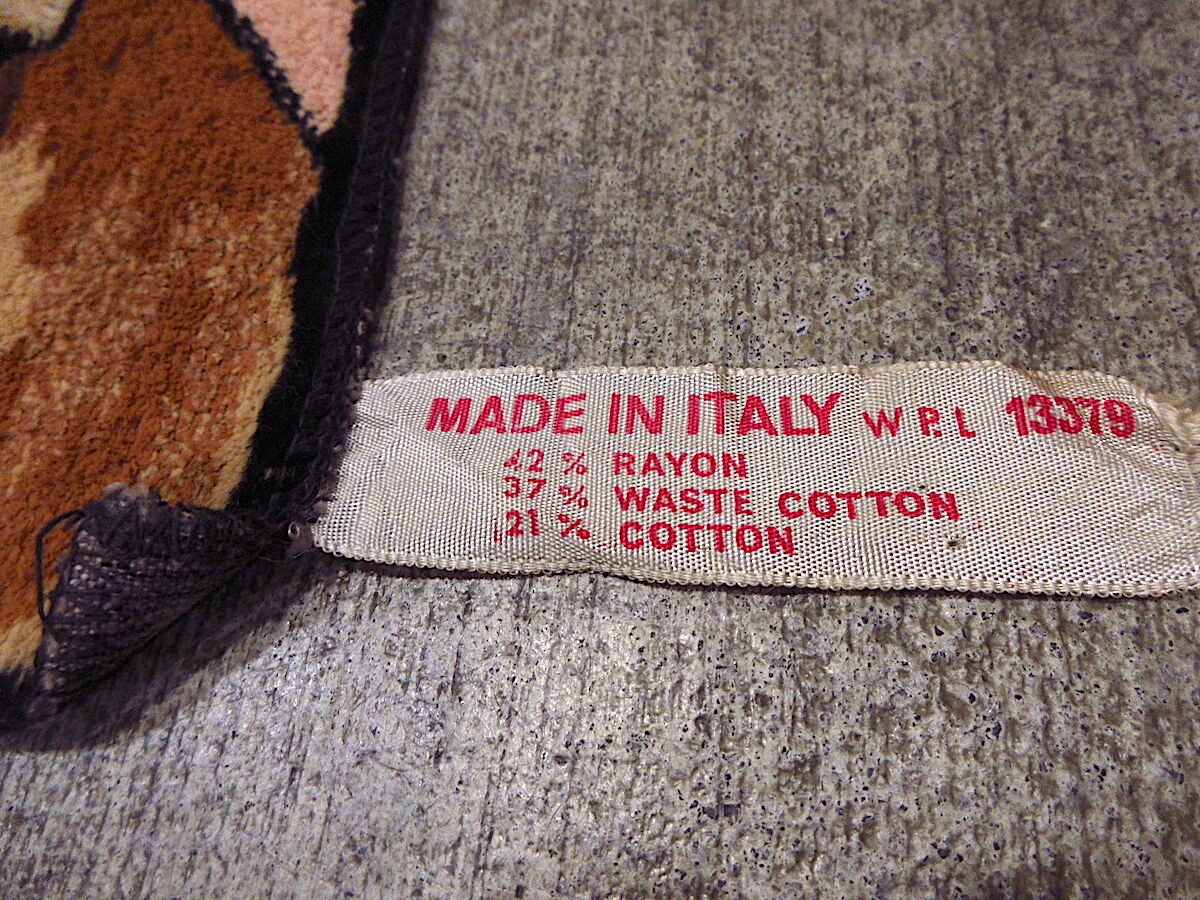 MADE IN ITALY W P.L 13379
42 % RAYON
37 % WASTE COTTON
21 % COTTON